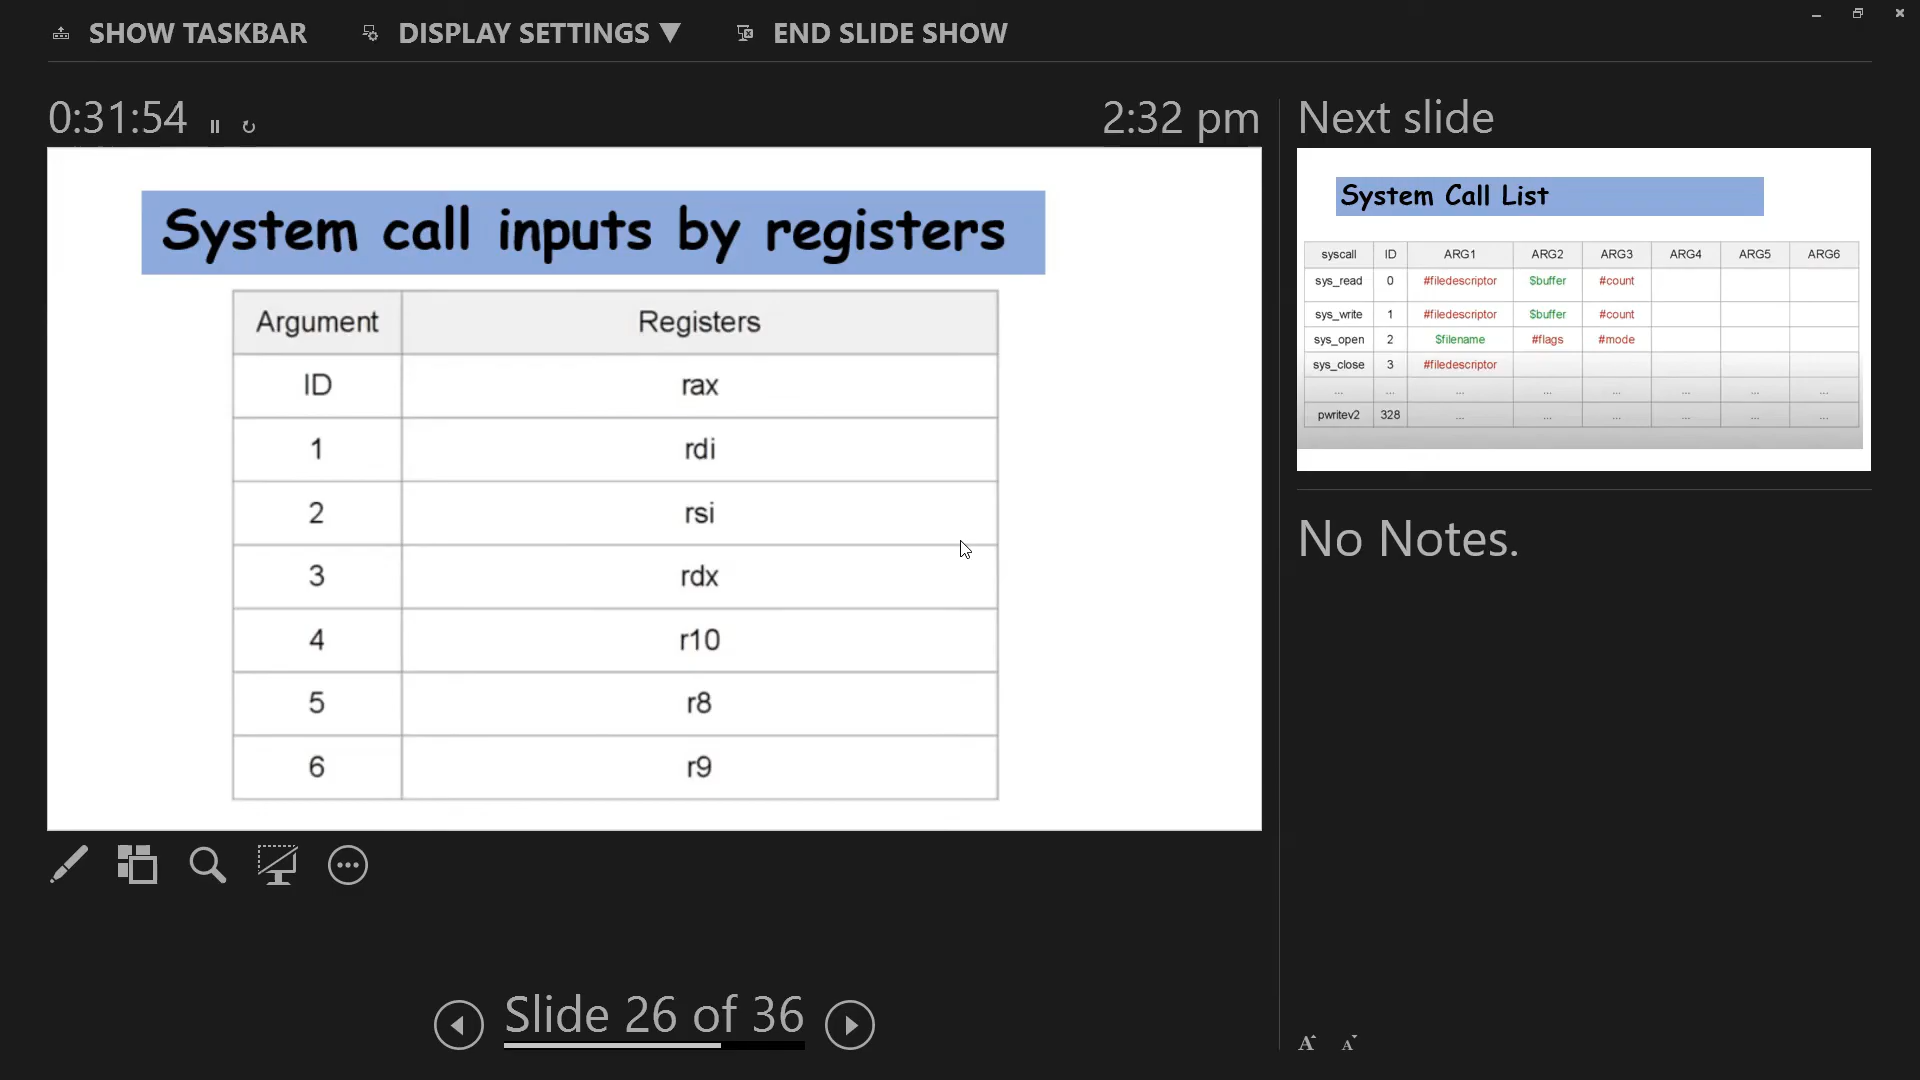 SHOW TASKBAR DISPLAY SETTINGS ▼ END SLIDE SHOW
0:31:54 2:32 pm
System call inputs by registers
Argument Registers
ID rax
1 rdi
2 rsi
3 rdx
4 r10
5 r8
6 r9
Slide 26 of 36
Next slide
System Call List
syscall ID ARG1 ARG2 ARG3 ARG4 ARG5 ARG6
sys_read 0 #filedescriptor $buffer #count
sys_write 1 #filedescriptor $buffer #count
sys_open 2 $filename #flags #mode
sys_close 3 #filedescriptor
... ... ... ... ... ... ... ...
pwritev2 328 ... ... ... ... ... ...
No Notes.
A A